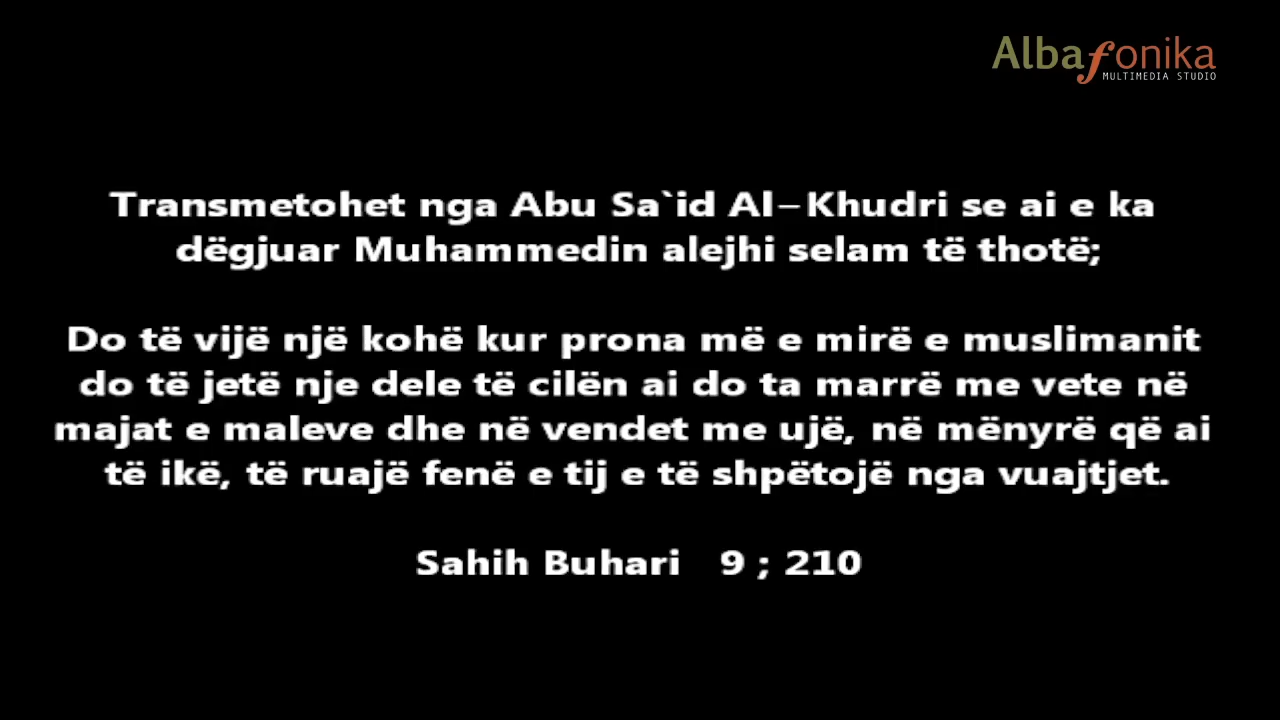 Albafonika
MULTIMEDIA STUDIO
Transmetohet nga Abu Sa`id Al-Khudri se ai e ka
dëgjuar Muhammedin alejhi selam të thotë;
Do të vijë një kohë kur prona më e mirë e muslimanit
do të jetë nje dele të cilën ai do ta marrë me vete në
majat e maleve dhe në vendet me ujë, në mënyrë që ai
të ikë, të ruajë fenë e tij e të shpëtojë nga vuajtjet.
Sahih Buhari 9 ; 210